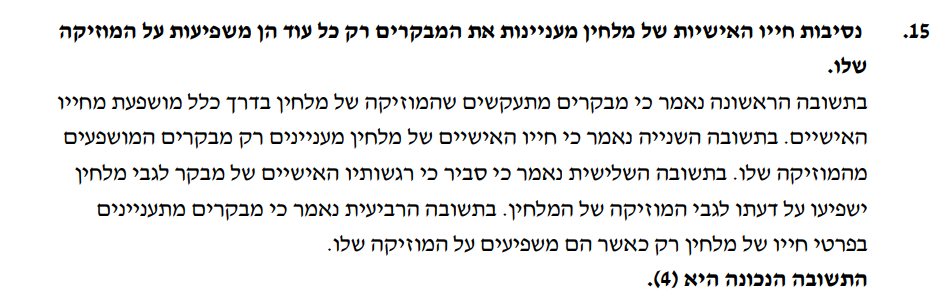 15. נסיבות חייו האישיות של מלחין מעניינות את המבקרים רק כל עוד הן משפיעות על המוזיקה
שלו.
בתשובה הראשונה נאמר כי מבקרים מתעקשים שהמוזיקה של מלחין בדרך כלל מושפעת מחייו
האישיים. בתשובה השנייה נאמר כי חייו האישיים של מלחין מעניינים רק מבקרים המושפעים
מהמוזיקה שלו. בתשובה השלישית נאמר כי סביר כי רגשותיו האישיים של מבקר לגבי מלחין
ישפיעו על דעתו לגבי המוזיקה של המלחין. בתשובה הרביעית נאמר כי מבקרים מתעניינים
בפרטי חייו של מלחין רק כאשר הם משפיעים על המוזיקה שלו.
התשובה הנכונה היא (4).